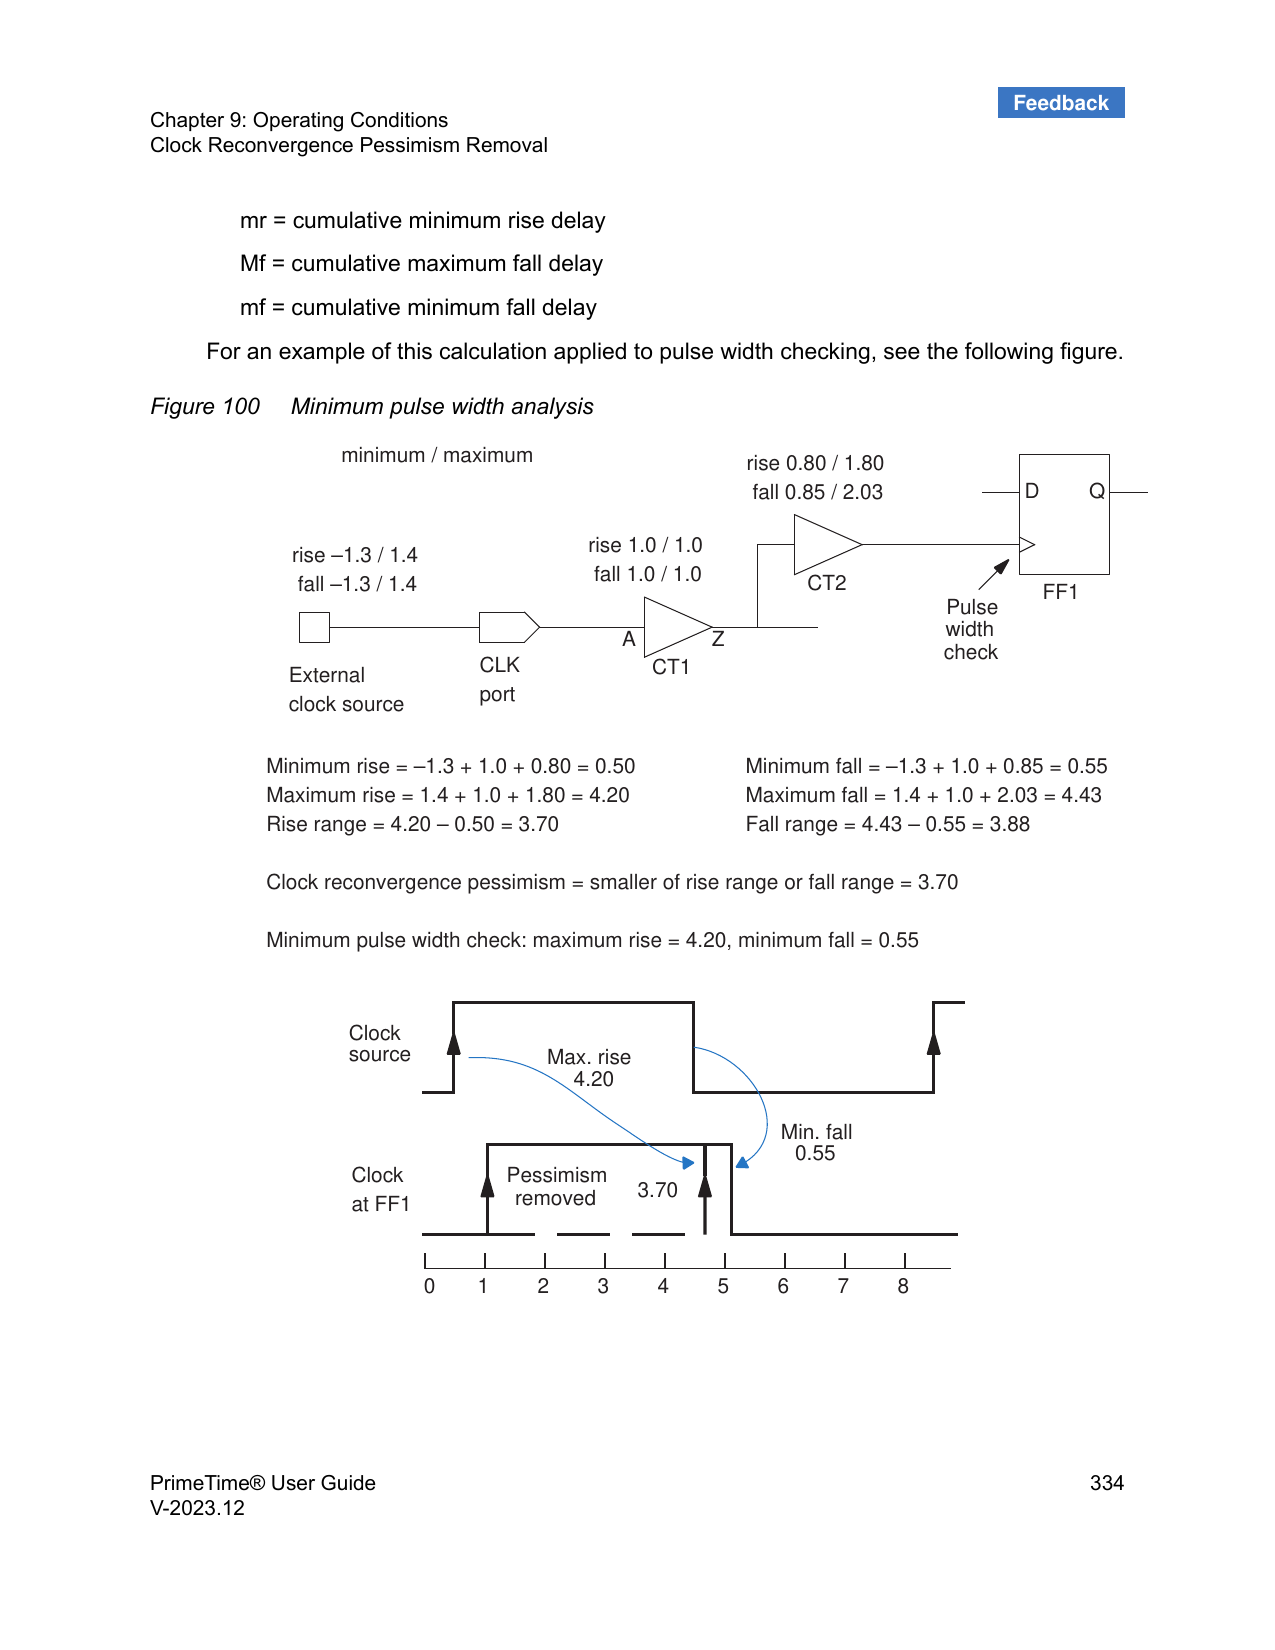 Feedback
Chapter 9: Operating Conditions
Clock Reconvergence Pessimism Removal
mr = cumulative minimum rise delay
Mf = cumulative maximum fall delay
mf = cumulative minimum fall delay
For an example of this calculation applied to pulse width checking, see the following figure.
Figure 100 Minimum pulse width analysis
minimum / maximum
rise 0.80 / 1.80
fall 0.85 / 2.03
D Q
rise 1.0 / 1.0
fall 1.0 / 1.0
rise –1.3 / 1.4
fall –1.3 / 1.4
CT2
FF1
Pulse
width
check
A Z
CT1
CLK
port
External
clock source
Minimum rise = –1.3 + 1.0 + 0.80 = 0.50
Maximum rise = 1.4 + 1.0 + 1.80 = 4.20
Rise range = 4.20 – 0.50 = 3.70
Minimum fall = –1.3 + 1.0 + 0.85 = 0.55
Maximum fall = 1.4 + 1.0 + 2.03 = 4.43
Fall range = 4.43 – 0.55 = 3.88
Clock reconvergence pessimism = smaller of rise range or fall range = 3.70
Minimum pulse width check: maximum rise = 4.20, minimum fall = 0.55
Clock
source
Max. rise
4.20
Min. fall
0.55
Clock
at FF1
Pessimism
removed
3.70
0 1 2 3 4 5 6 7 8
PrimeTime® User Guide
V-2023.12
334